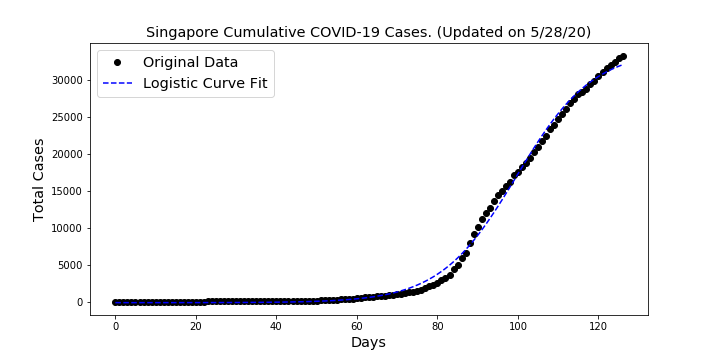 Singapore Cumulative COVID-19 Cases. (Updated on 5/28/20)
Original Data
Logistic Curve Fit
Total Cases
30000
25000
20000
15000
10000
5000
0
0 20 40 60 80 100 120
Days